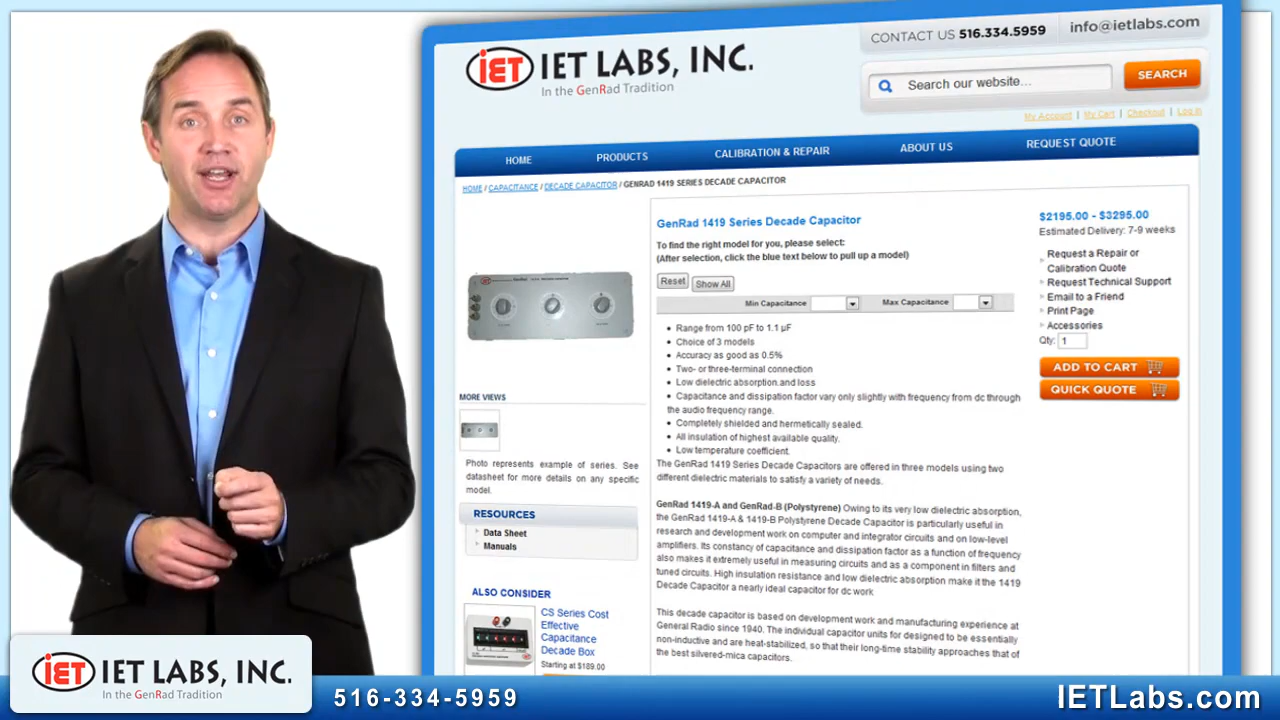 CONTACT US 516.334.5959
info@ietlabs.com
iET IET LABS, INC.
In the GenRad Tradition
Search our website...
SEARCH
My Account | My Cart | Checkout | Log In
HOME
PRODUCTS
CALIBRATION & REPAIR
ABOUT US
REQUEST QUOTE
HOME / CAPACITANCE / DECADE CAPACITOR / GENRAD 1419 SERIES DECADE CAPACITOR
GenRad 1419 Series Decade Capacitor
To find the right model for you, please select:
(After selection, click the blue text below to pull up a model)
Reset
Show All
Min Capacitance
Max Capacitance
• Range from 100 pF to 1.1 µF
• Choice of 3 models
• Accuracy as good as 0.5%
• Two- or three-terminal connection
• Low dielectric absorption.and loss
• Capacitance and dissipation factor vary only slightly with frequency from dc through
the audio frequency range.
• Completely shielded and hermetically sealed.
• All insulation of highest available quality.
• Low temperature coefficient.
The GenRad 1419 Series Decade Capacitors are offered in three models using two
different dielectric materials to satisfy a variety of needs.
GenRad 1419-A and GenRad-B (Polystyrene) Owing to its very low dielectric absorption,
the GenRad 1419-A & 1419-B Polystyrene Decade Capacitor is particularly useful in
research and development work on computer and integrator circuits and on low-level
amplifiers. Its constancy of capacitance and dissipation factor as a function of frequency
also makes it extremely useful in measuring circuits and as a component in filters and
tuned circuits. High insulation resistance and low dielectric absorption make it the 1419
Decade Capacitor a nearly ideal capacitor for dc work
This decade capacitor is based on development work and manufacturing experience at
General Radio since 1940. The individual capacitor units for designed to be essentially
non-inductive and are heat-stabilized, so that their long-time stability approaches that of
the best silvered-mica capacitors.
$2195.00 - $3295.00
Estimated Delivery: 7-9 weeks
Request a Repair or
Calibration Quote
Request Technical Support
Email to a Friend
Print Page
Accessories
Qty: 1
ADD TO CART
QUICK QUOTE
MORE VIEWS
Photo represents example of series. See
datasheet for more details on any specific
model.
RESOURCES
Data Sheet
Manuals
ALSO CONSIDER
CS Series Cost
Effective
Capacitance
Decade Box
Starting at $189.00
iET IET LABS, INC.
In the GenRad Tradition
516-334-5959
IETLabs.com